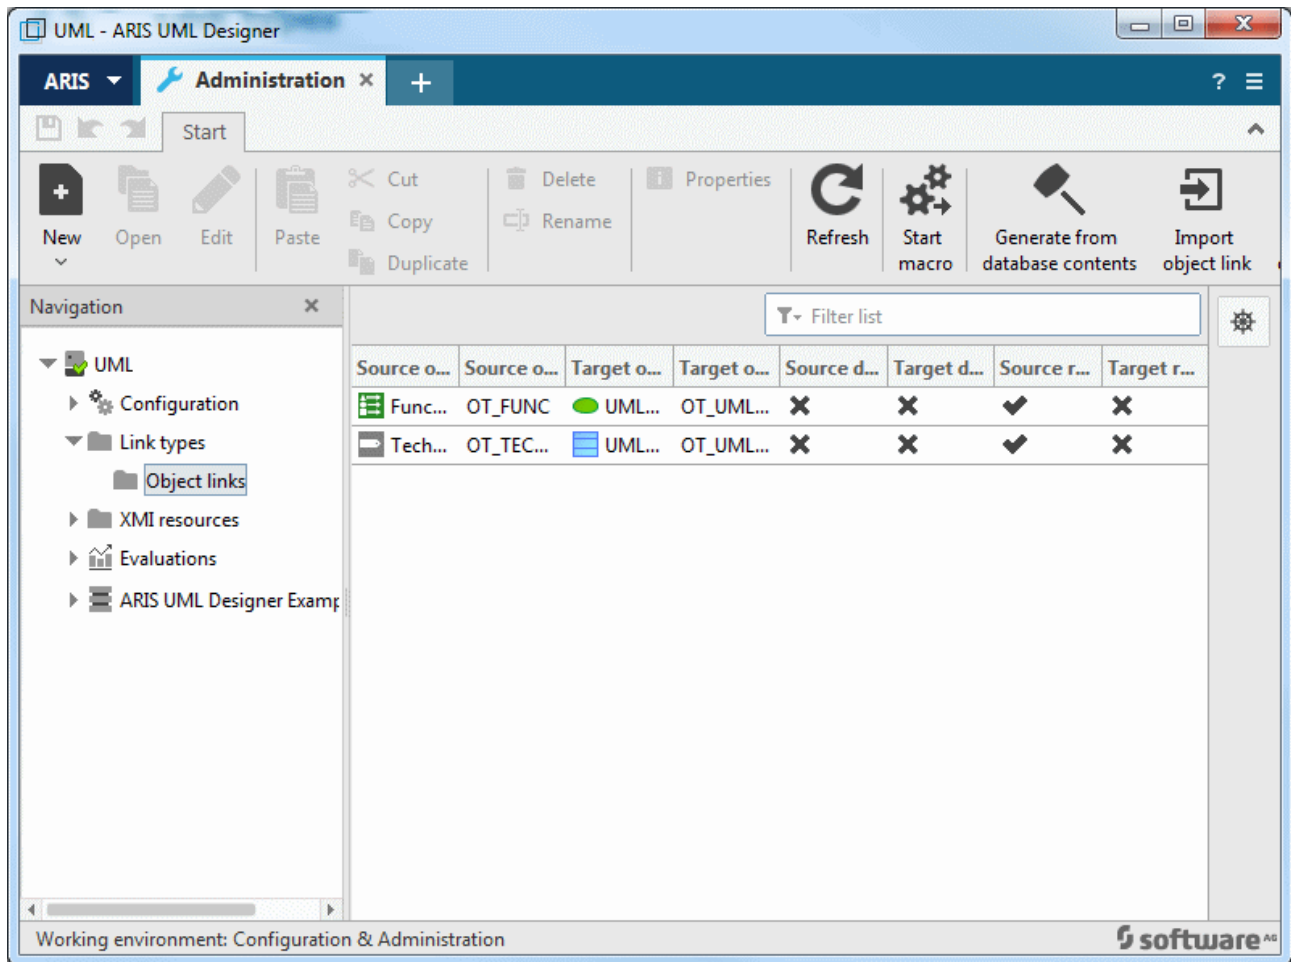 UML - ARIS UML Designer
ARIS Administration
?
Start
New Open Edit Paste
Cut
Copy
Duplicate
Delete
Rename
Properties
Refresh
Start
macro
Generate from
database contents
Import
object link
Navigation
UML
Configuration
Link types
Object links
XMI resources
Evaluations
ARIS UML Designer Examp
Filter list
Source o... Source o... Target o... Target o... Source d... Target d... Source r... Target r...
Func... OT_FUNC UML... OT_UML...
Tech... OT_TEC... UML... OT_UML...
Working environment: Configuration & Administration
software AG